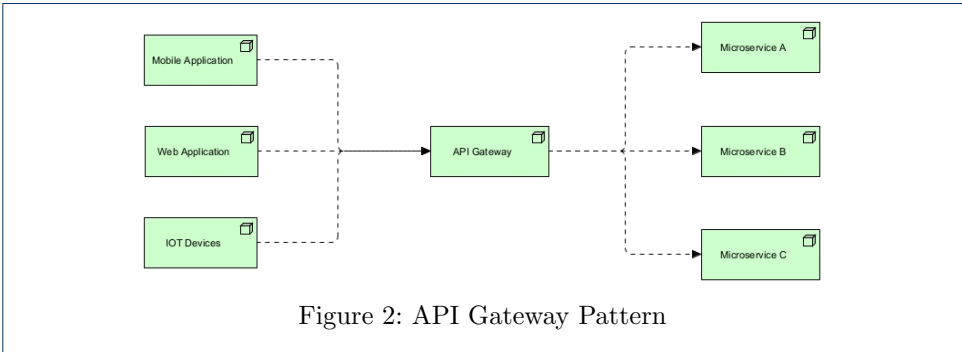 Mobile Application
Web Application
IOT Devices
API Gateway
Microservice A
Microservice B
Microservice C
Figure 2: API Gateway Pattern